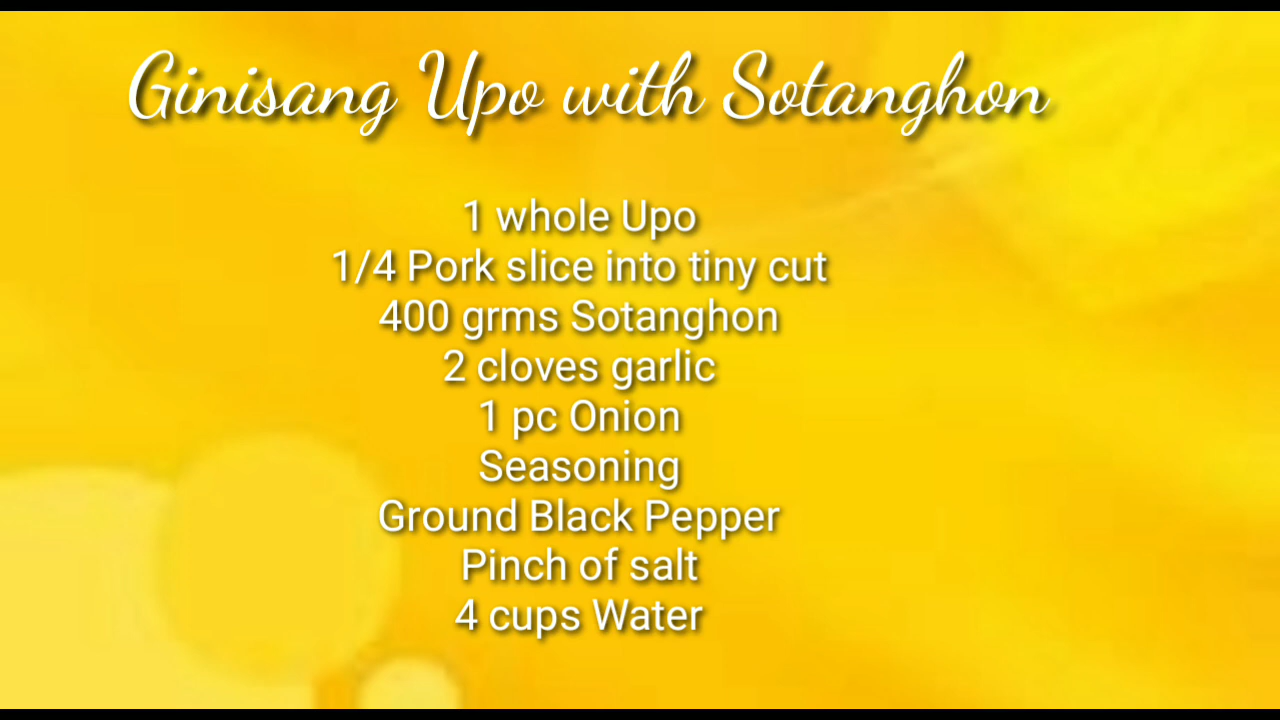 Ginisang Upo with Sotanghon
1 whole Upo
1/4 Pork slice into tiny cut
400 grms Sotanghon
2 cloves garlic
1 pc Onion
Seasoning
Ground Black Pepper
Pinch of salt
4 cups Water